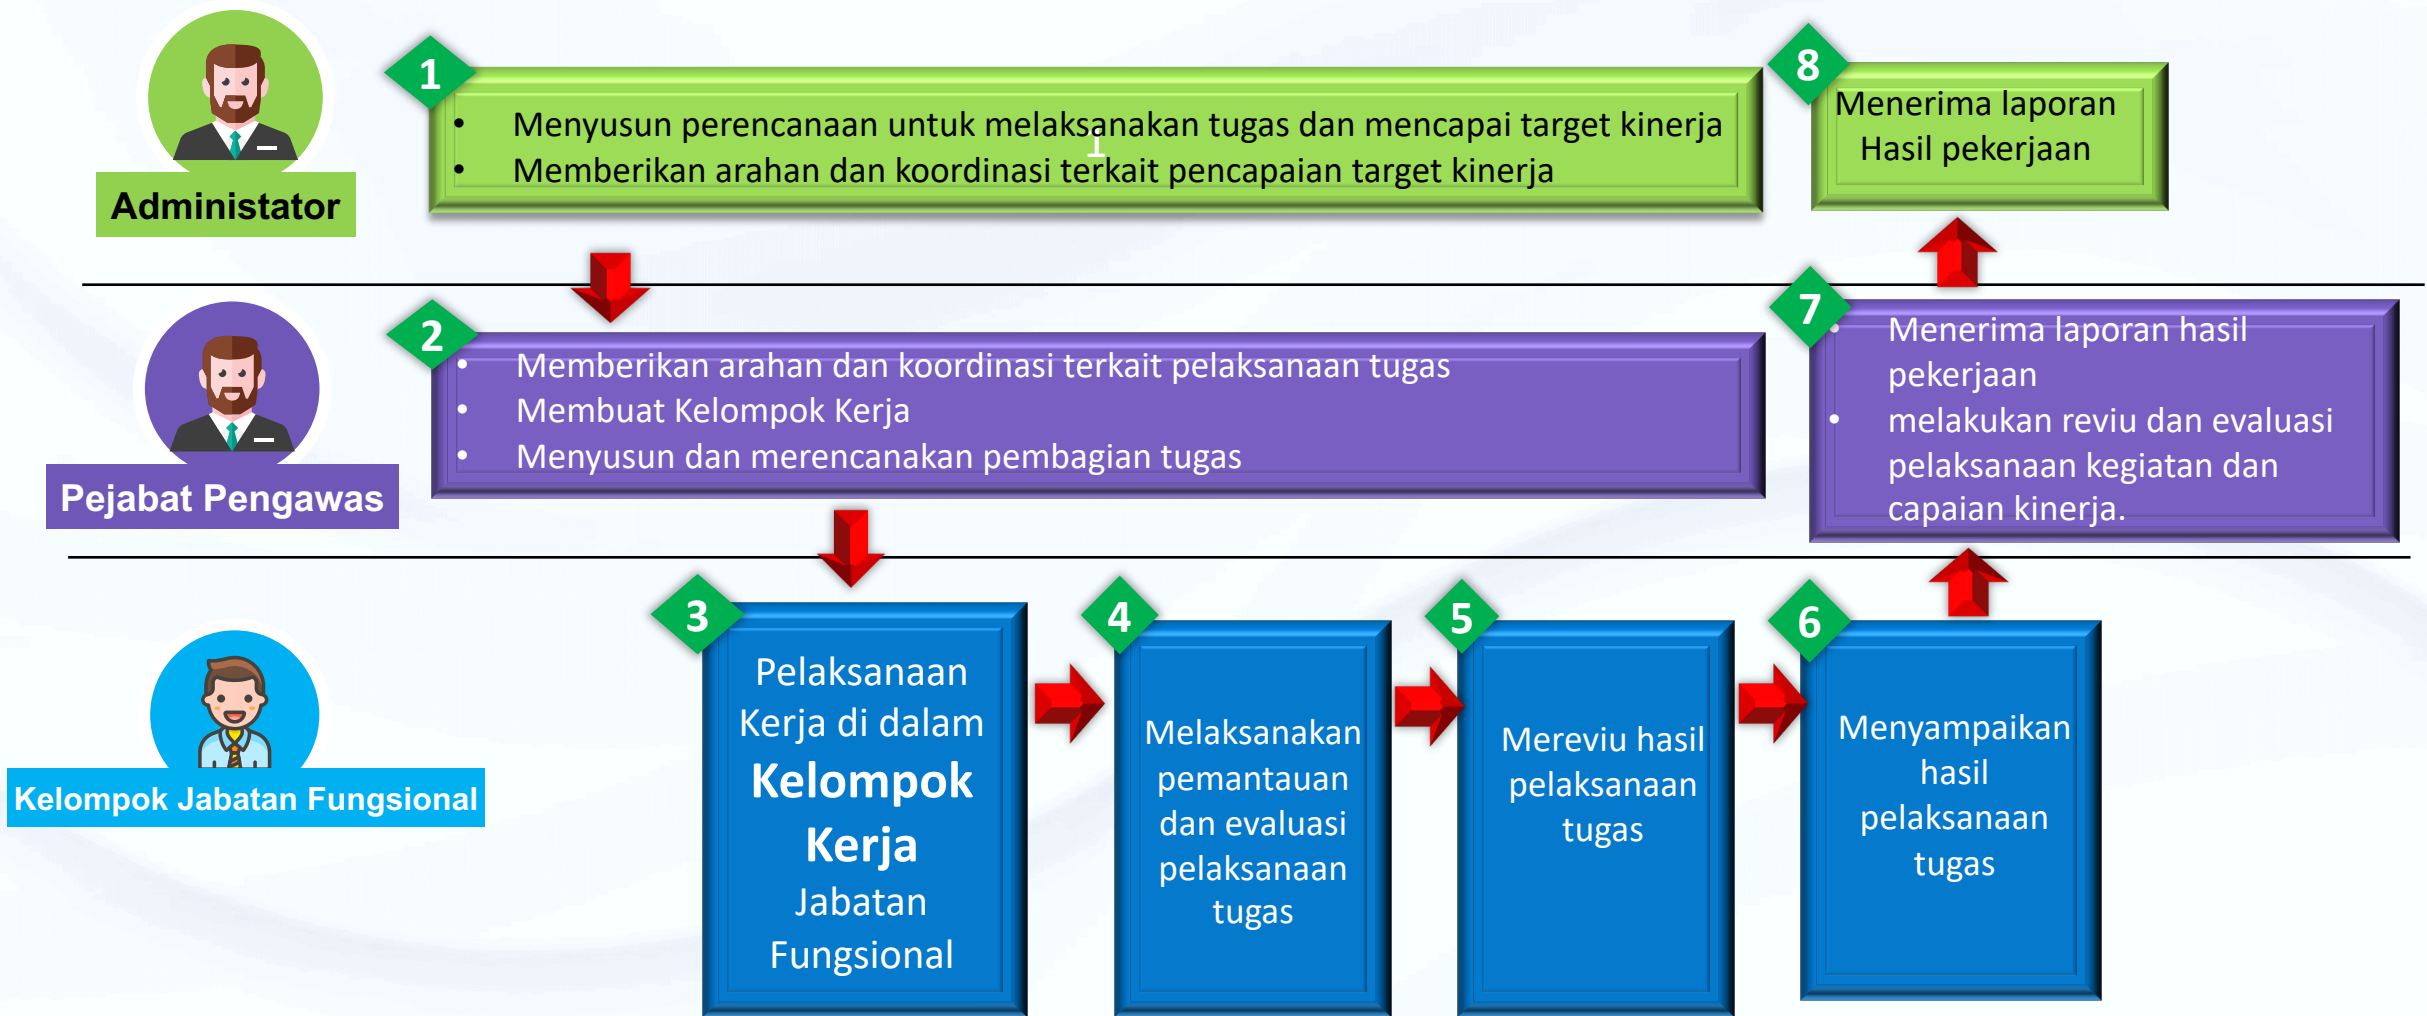 Administator
1
• Menyusun perencanaan untuk melaksanakan tugas dan mencapai target kinerja
1
• Memberikan arahan dan koordinasi terkait pencapaian target kinerja
8
Menerima laporan
Hasil pekerjaan
Pejabat Pengawas
2
• Memberikan arahan dan koordinasi terkait pelaksanaan tugas
• Membuat Kelompok Kerja
• Menyusun dan merencanakan pembagian tugas
7
• Menerima laporan hasil
pekerjaan
• melakukan reviu dan evaluasi
pelaksanaan kegiatan dan
capaian kinerja.
Kelompok Jabatan Fungsional
3
Pelaksanaan
Kerja di dalam
Kelompok
Kerja
Jabatan
Fungsional
4
Melaksanakan
pemantauan
dan evaluasi
pelaksanaan
tugas
5
Mereviu hasil
pelaksanaan
tugas
6
Menyampaikan
hasil
pelaksanaan
tugas